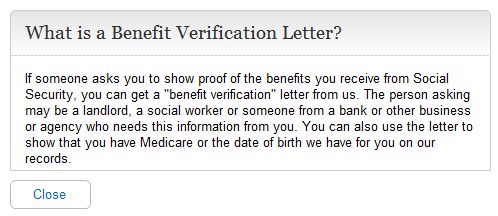 What is a Benefit Verification Letter?
If someone asks you to show proof of the benefits you receive from Social
Security, you can get a "benefit verification" letter from us. The person asking
may be a landlord, a social worker or someone from a bank or other business
or agency who needs this information from you. You can also use the letter to
show that you have Medicare or the date of birth we have for you on our
records.
Close